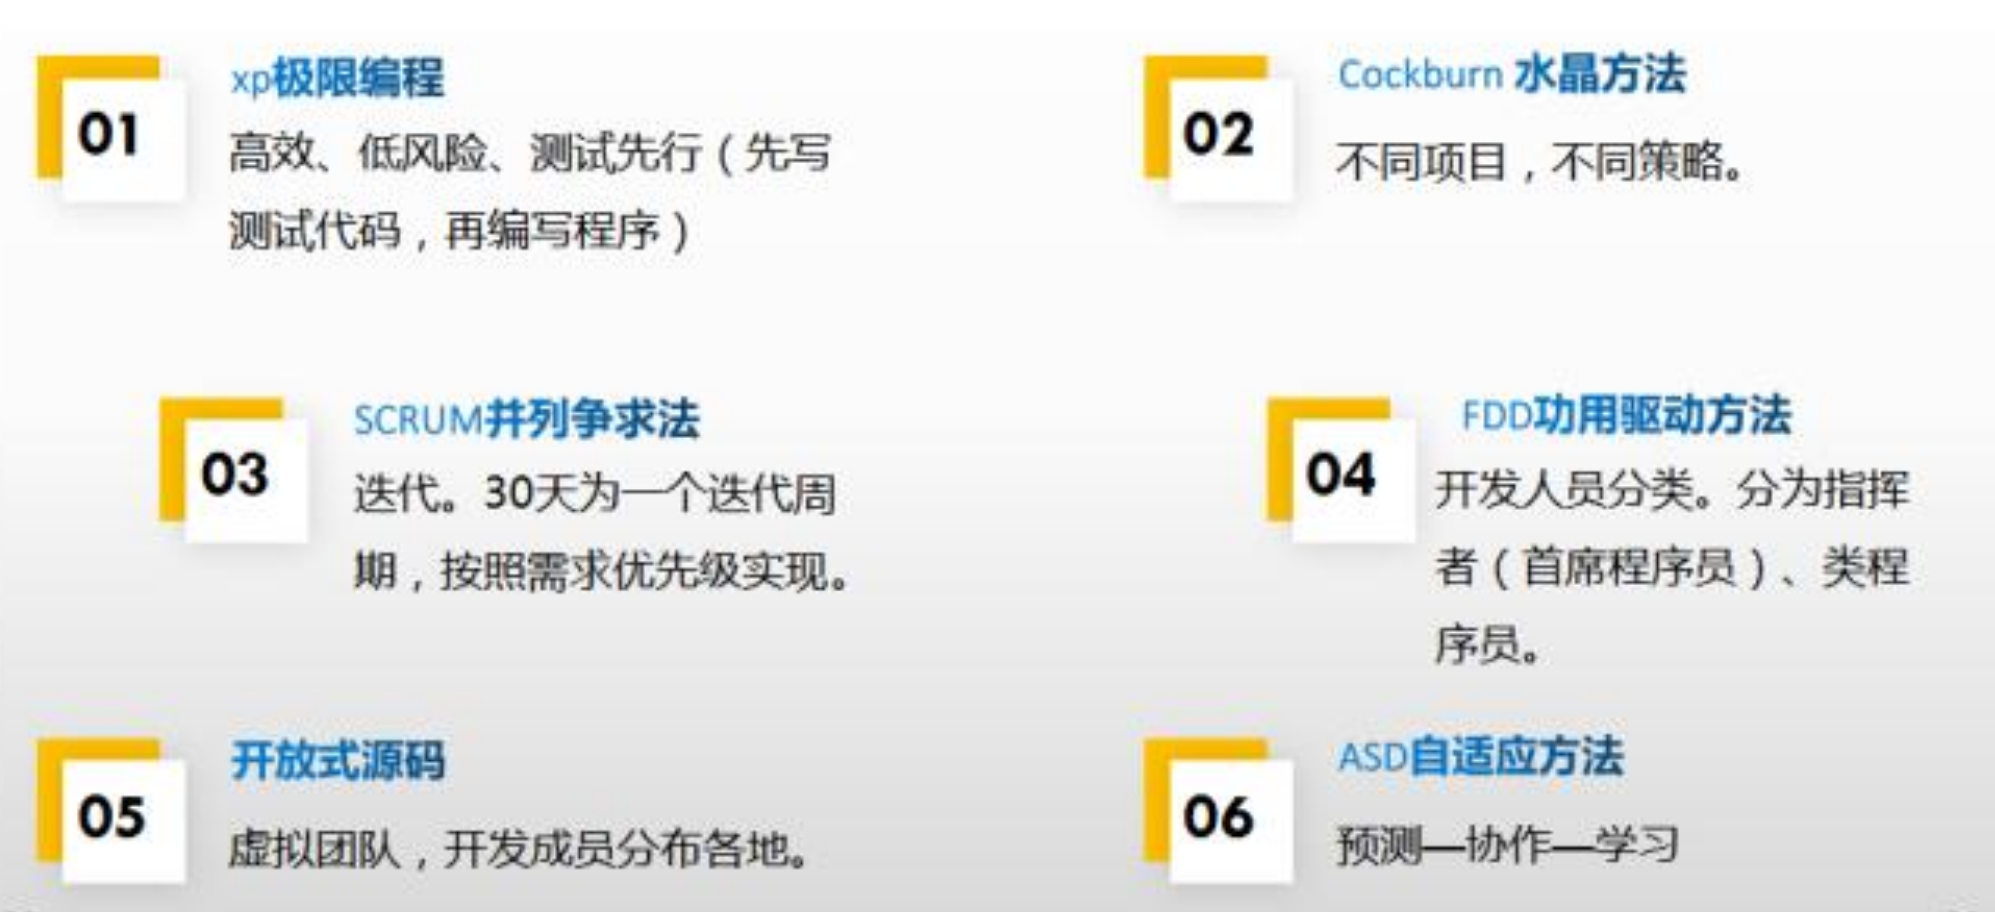 01
xp极限编程
高效、低风险、测试先行（先写
测试代码，再编写程序）
02
Cockburn 水晶方法
不同项目，不同策略。
03
SCRUM并列争求法
迭代。30天为一个迭代周
期，按照需求优先级实现。
04
FDD功用驱动方法
开发人员分类。分为指挥
者（首席程序员）、类程
序员。
05
开放式源码
虚拟团队，开发成员分布各地。
06
ASD自适应方法
预测—协作—学习